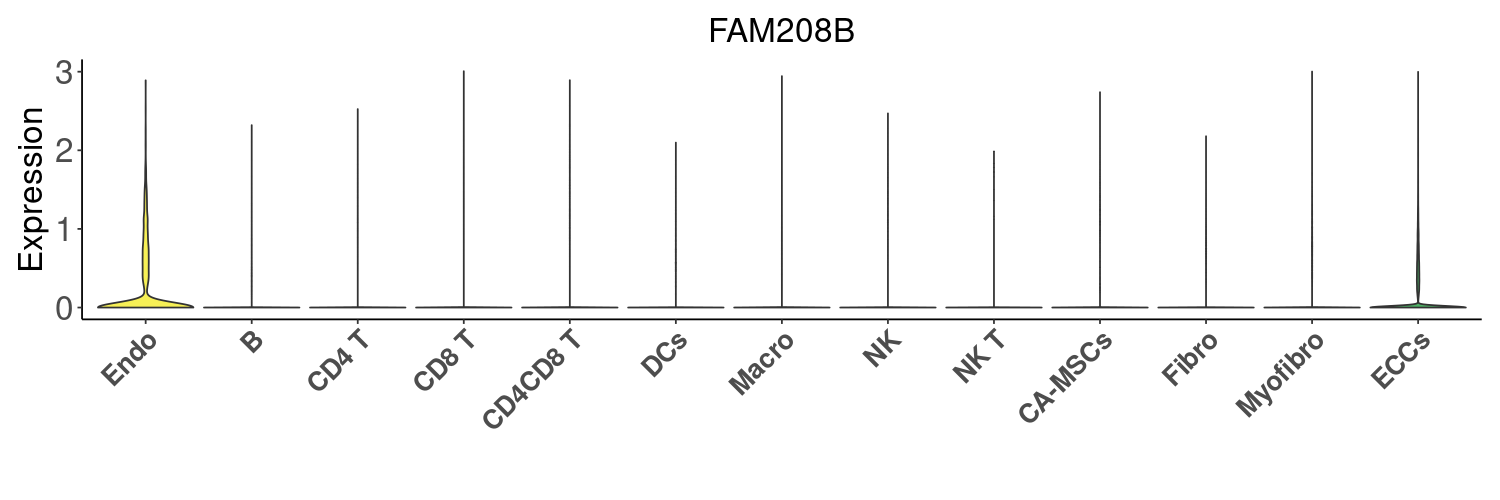 FAM208B
Expression
3
2
1
0
Endo
B
CD4 T
CD8 T
CD4CD8 T
DCs
Macro
NK
NK T
CA-MSCs
Fibro
Myofibro
ECCs